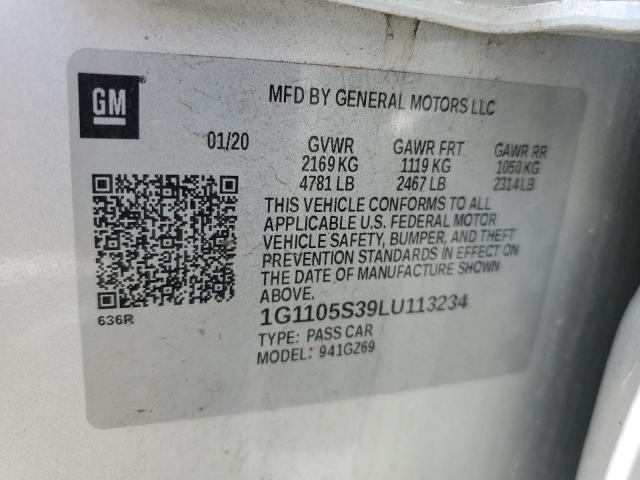 GM
MFD BY GENERAL MOTORS LLC
01/20 GVWR GAWR FRT GAWR RR
2169 KG 1119 KG 1050 KG
4781 LB 2467 LB 2314 LB
THIS VEHICLE CONFORMS TO ALL
APPLICABLE U.S. FEDERAL MOTOR
VEHICLE SAFETY, BUMPER, AND THEFT
PREVENTION STANDARDS IN EFFECT ON
THE DATE OF MANUFACTURE SHOWN
ABOVE.
636R
1G1105S39LU113234
TYPE: PASS CAR
MODEL: 941GZ69